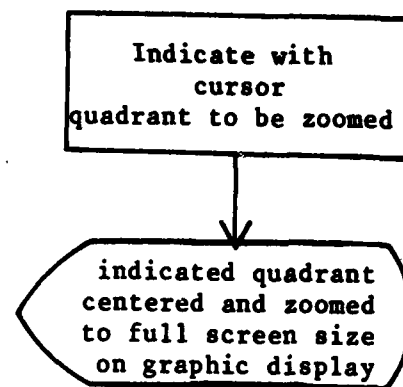 Indicate with
cursor
quadrant to be zoomed
indicated quadrant
centered and zoomed
to full screen size
on graphic display